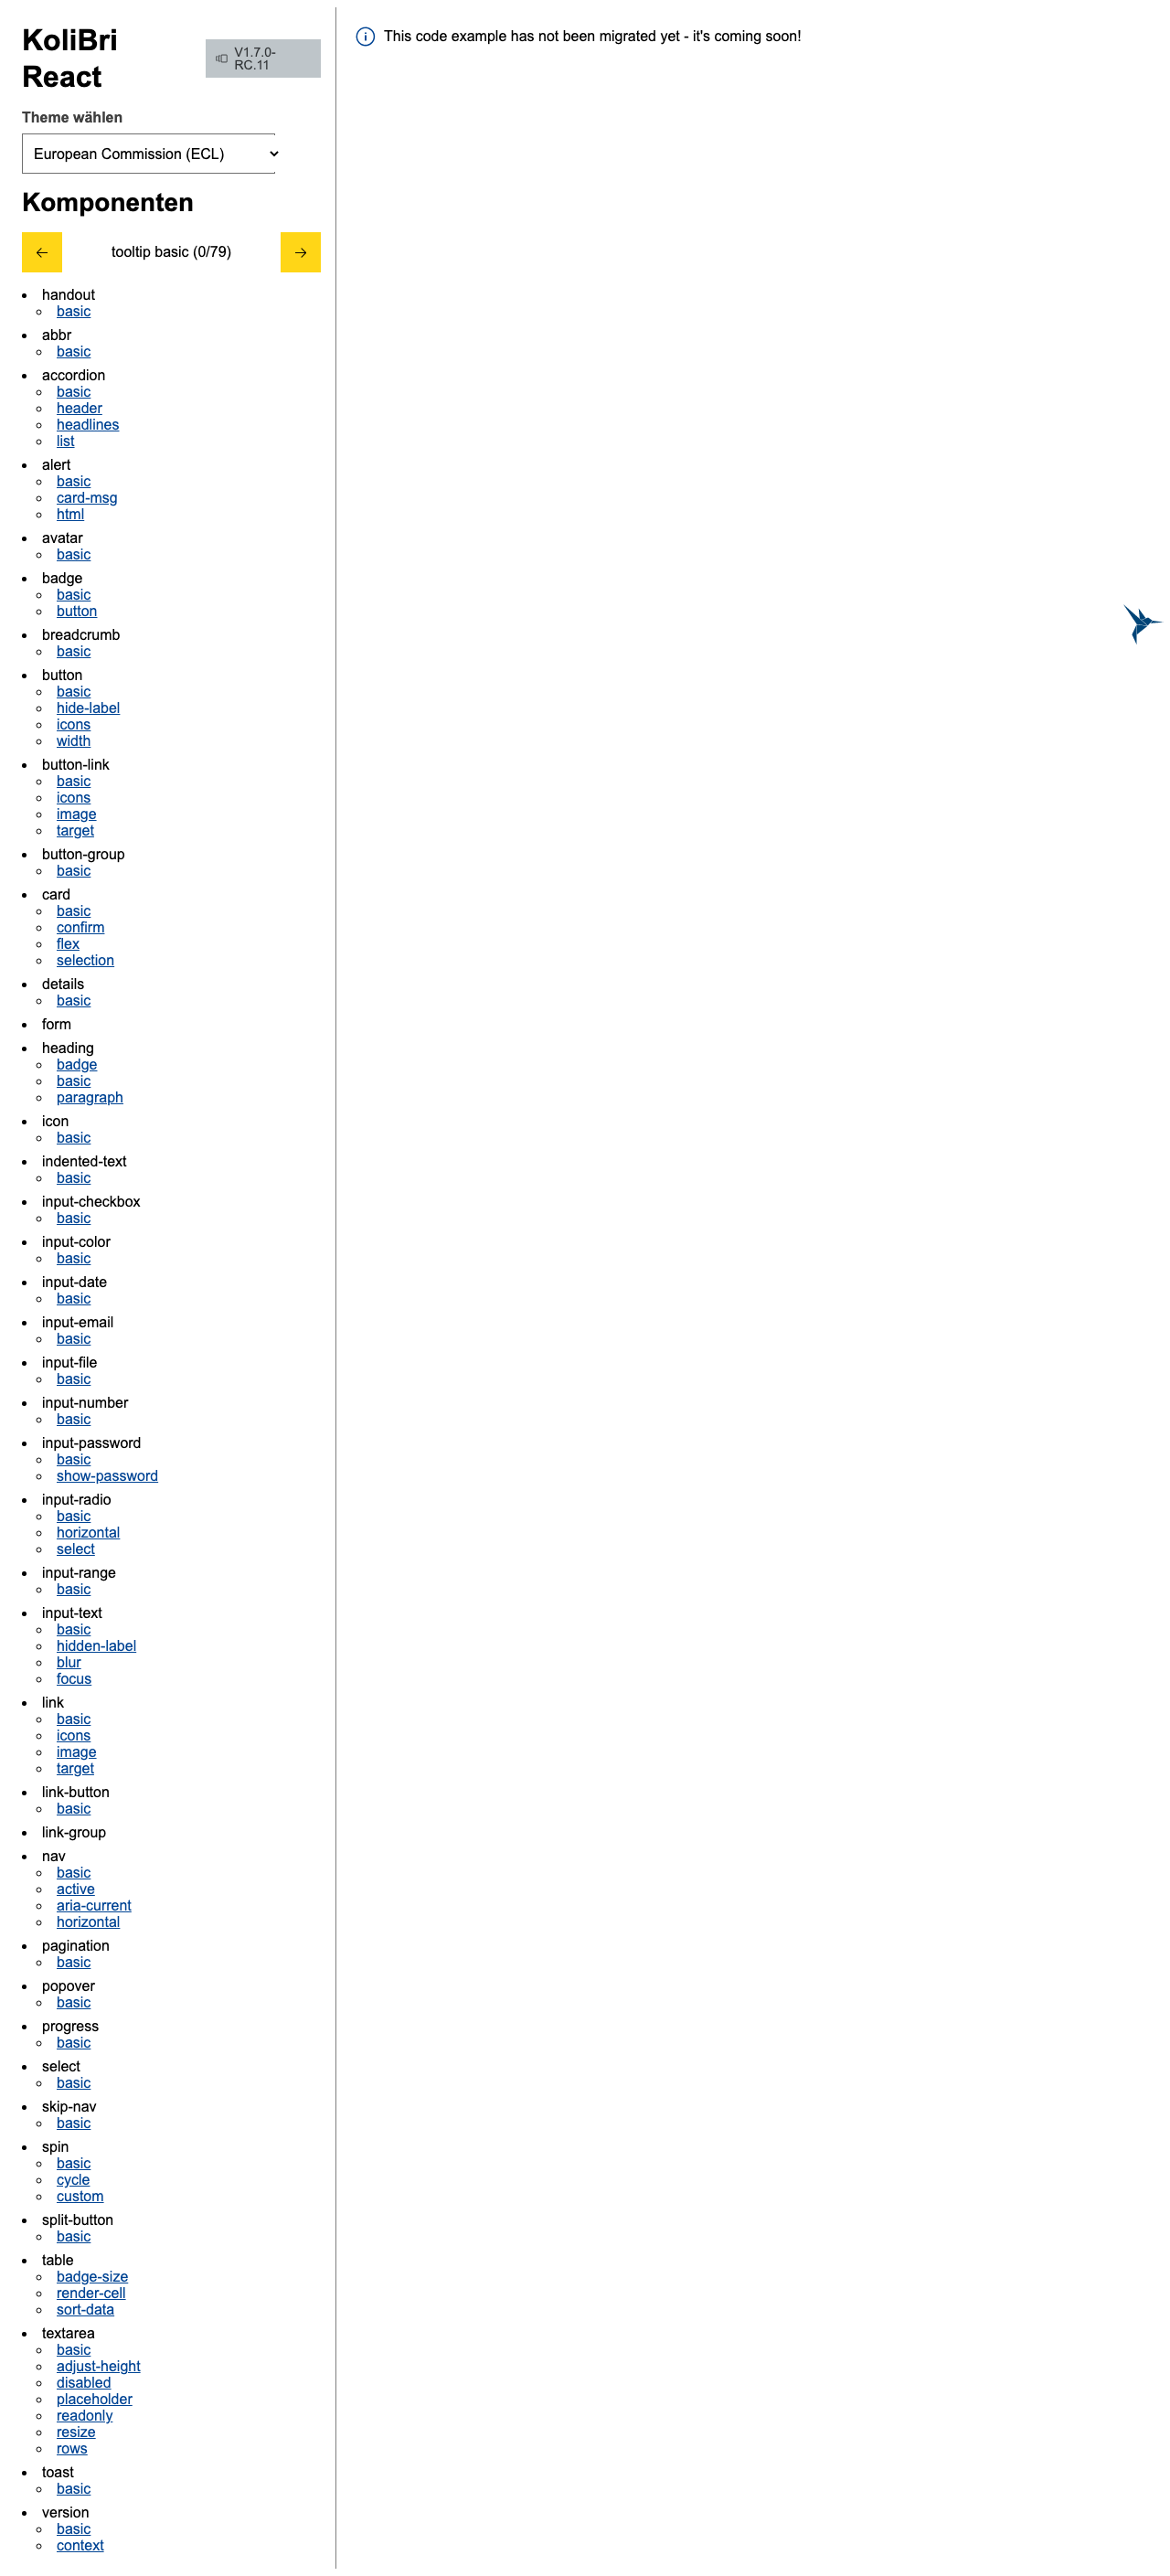 KoliBri
React
V1.7.0-
RC.11
Theme wählen
European Commission (ECL)
Komponenten
tooltip basic (0/79)
handout
basic
abbr
basic
accordion
basic
header
headlines
list
alert
basic
card-msg
html
avatar
basic
badge
basic
button
breadcrumb
basic
button
basic
hide-label
icons
width
button-link
basic
icons
image
target
button-group
basic
card
basic
confirm
flex
selection
details
basic
form
heading
badge
basic
paragraph
icon
basic
indented-text
basic
input-checkbox
basic
input-color
basic
input-date
basic
input-email
basic
input-file
basic
input-number
basic
input-password
basic
show-password
input-radio
basic
horizontal
select
input-range
basic
input-text
basic
hidden-label
blur
focus
link
basic
icons
image
target
link-button
basic
link-group
nav
basic
active
aria-current
horizontal
pagination
basic
popover
basic
progress
basic
select
basic
skip-nav
basic
spin
basic
cycle
custom
split-button
basic
table
badge-size
render-cell
sort-data
textarea
basic
adjust-height
disabled
placeholder
readonly
resize
rows
toast
basic
version
basic
context
This code example has not been migrated yet - it's coming soon!